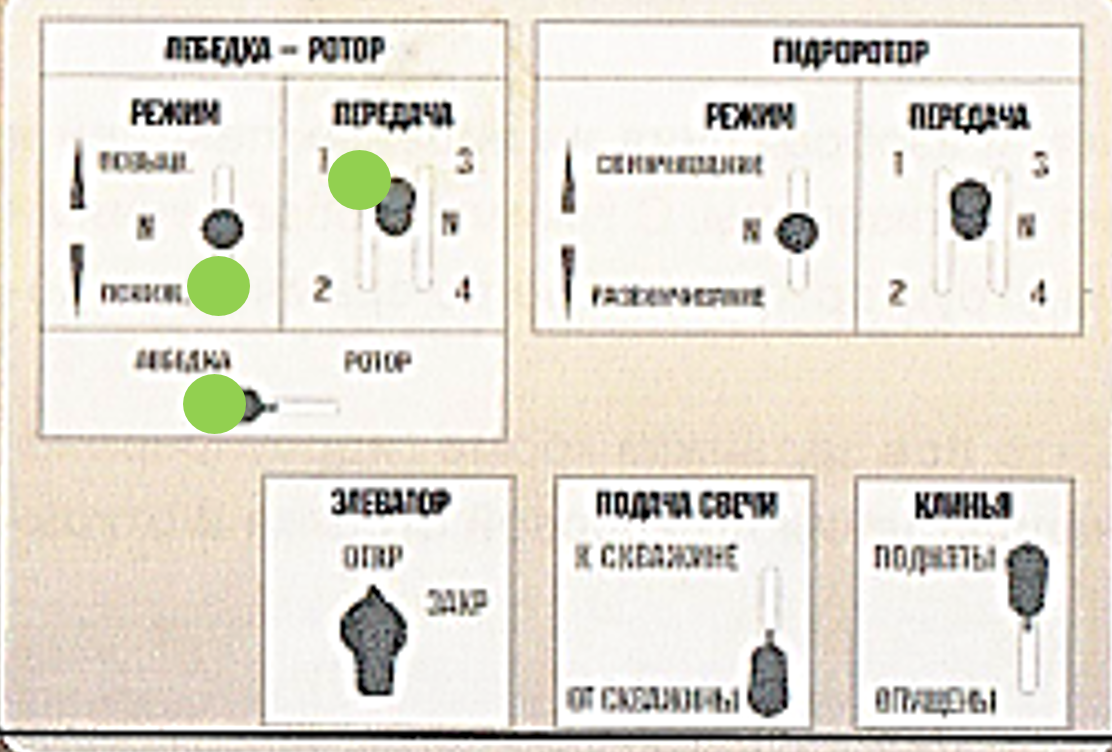 ЛЕБЕДКА – РОТОР
РЕЖИМ
ПОВЫШ.
N
ПОНИЖ.
ПЕРЕДАЧА
1 3
N
2 4
ЛЕБЕДКА РОТОР
ГИДРОРОТОР
РЕЖИМ
СВИНЧИВАНИЕ
N
РАЗВИНЧИВАНИЕ
ПЕРЕДАЧА
1 3
N
2 4
ЭЛЕВАТОР
ОТКР
ЗАКР
ПОДАЧА СВЕЧИ
К СКВАЖИНЕ
ОТ СКВАЖИНЫ
КЛИНЬЯ
ПОДНЯТЫ
ОПУЩЕНЫ